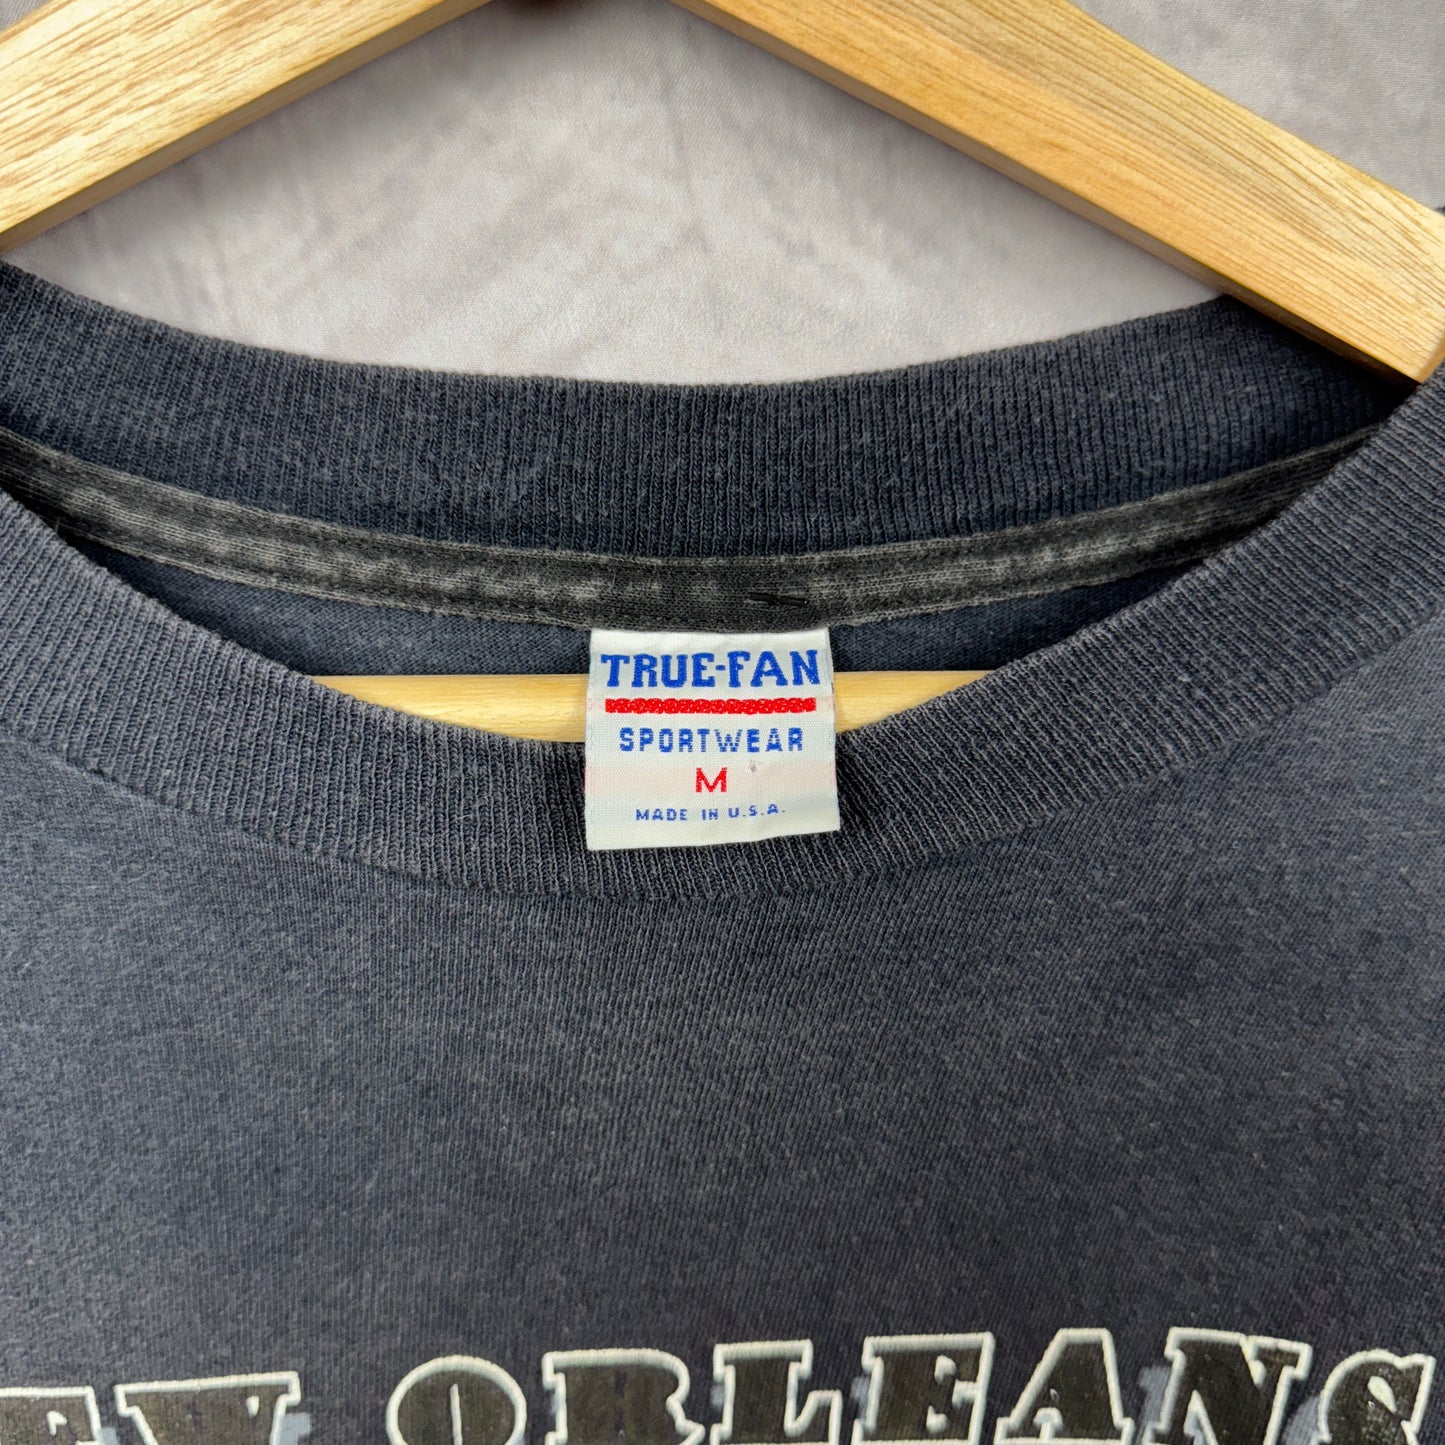 TRUE-FAN
SPORTWEAR
M
MADE IN U.S.A.
ORLEANS